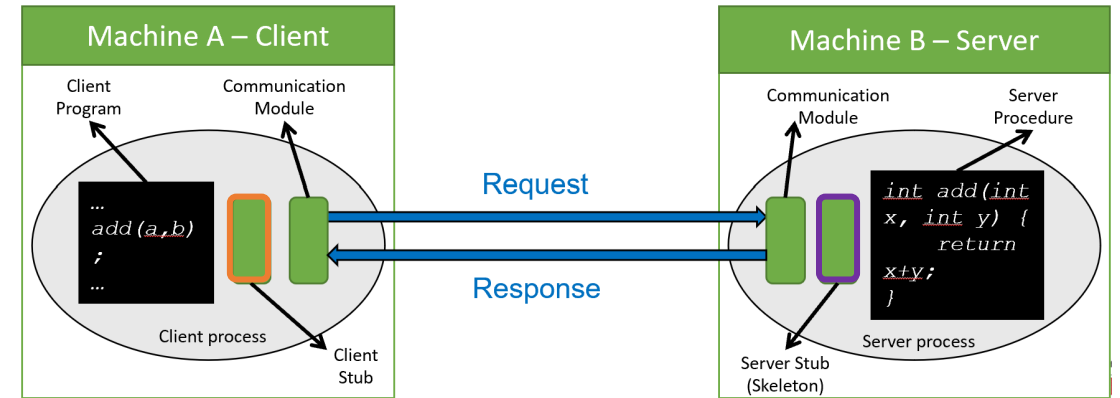 Machine A – Client
Client
Program
Communication
Module
…
add(a,b)
;
…
Client process
Client
Stub
Request
Response
Machine B – Server
Communication
Module
Server
Procedure
int add(int
x, int y) {
return
x+y;
}
Server process
Server Stub
(Skeleton)